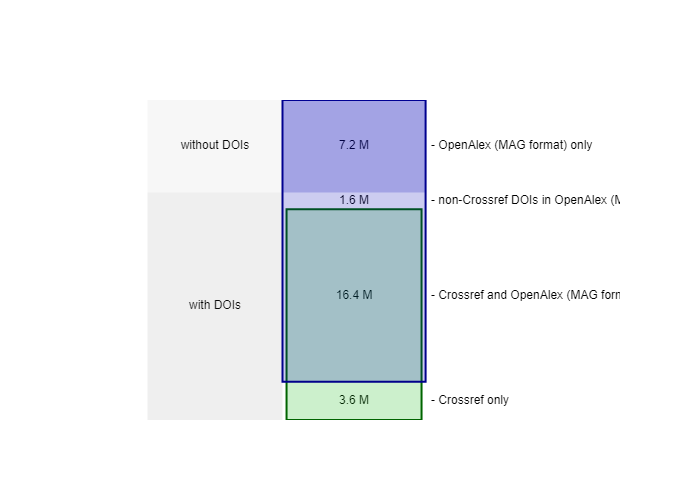 without DOIs
7.2 M
- OpenAlex (MAG format) only
1.6 M
- non-Crossref DOIs in OpenAlex (
16.4 M
- Crossref and OpenAlex (MAG form
with DOIs
3.6 M
- Crossref only